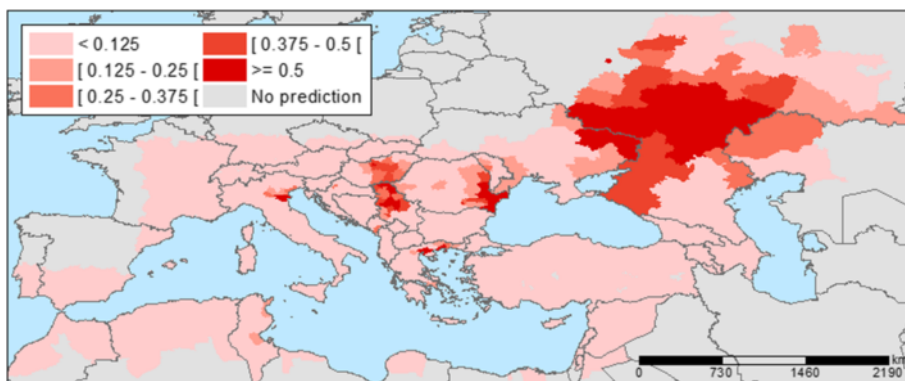 < 0.125
[ 0.125 - 0.25 [
[ 0.25 - 0.375 [
[ 0.375 - 0.5 [
>= 0.5
No prediction
km
0 730 1460 2190